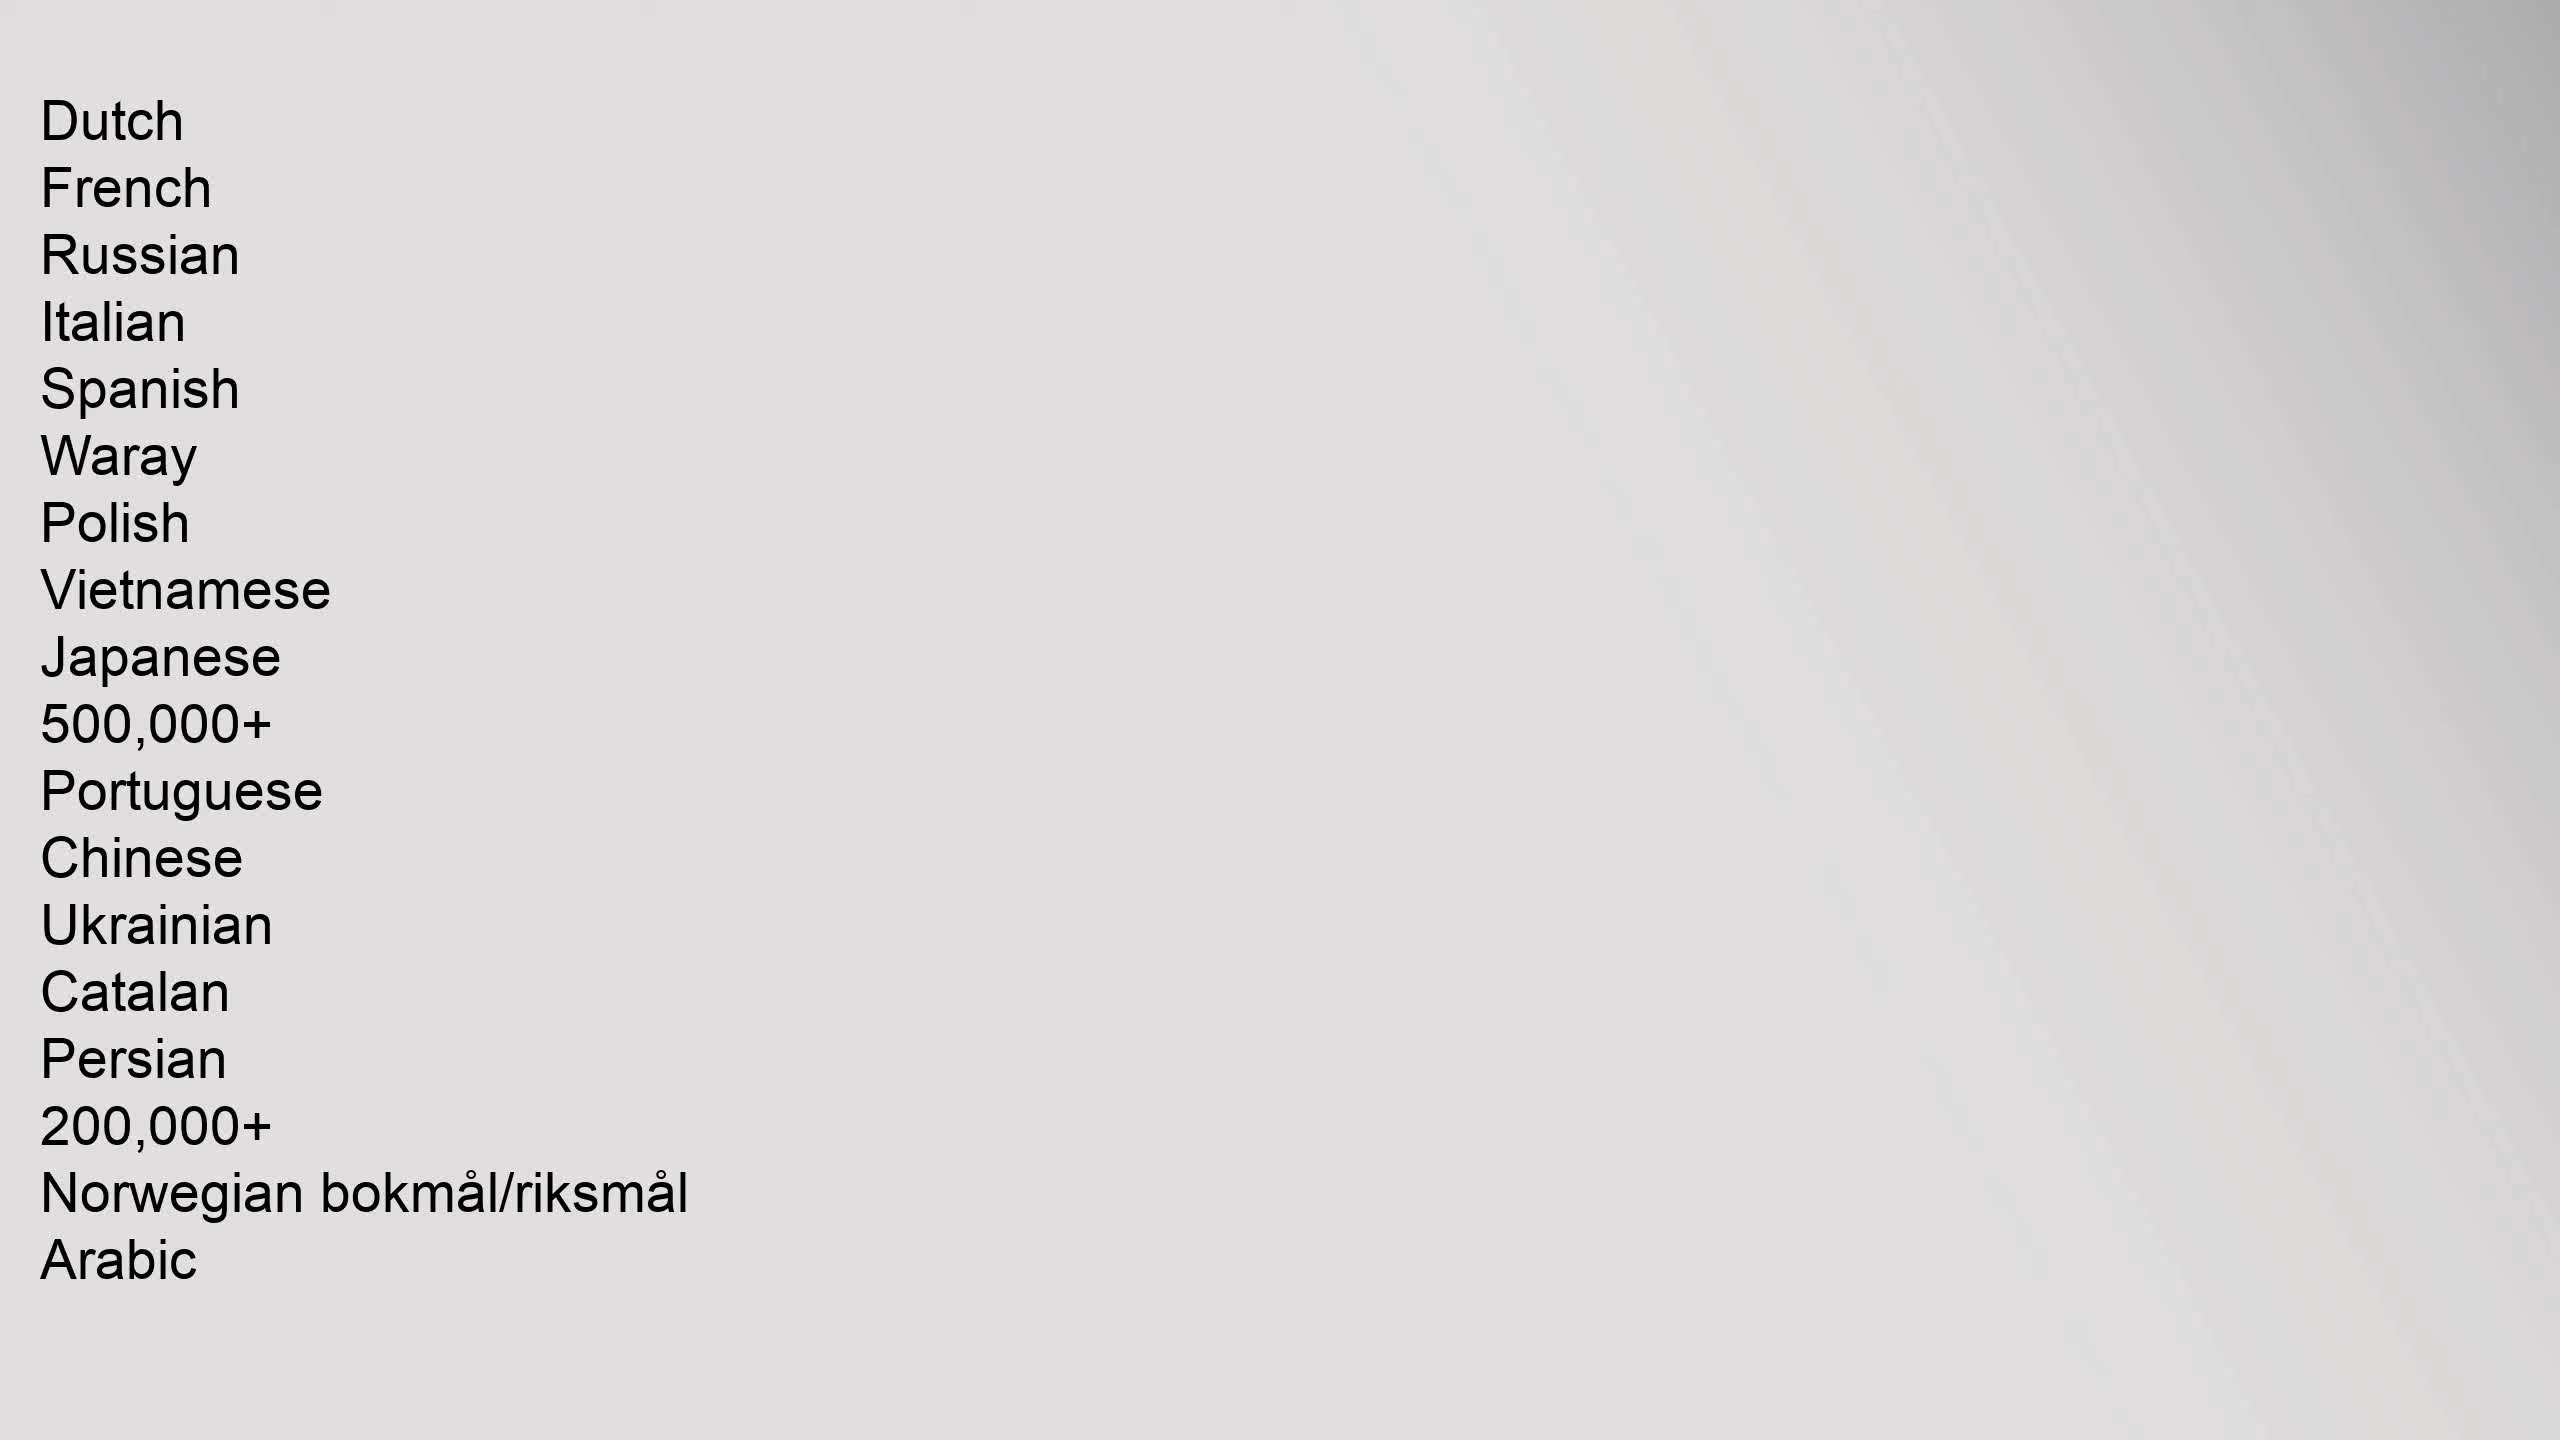 Dutch
French
Russian
Italian
Spanish
Waray
Polish
Vietnamese
Japanese
500,000+
Portuguese
Chinese
Ukrainian
Catalan
Persian
200,000+
Norwegian bokmål/riksmål
Arabic